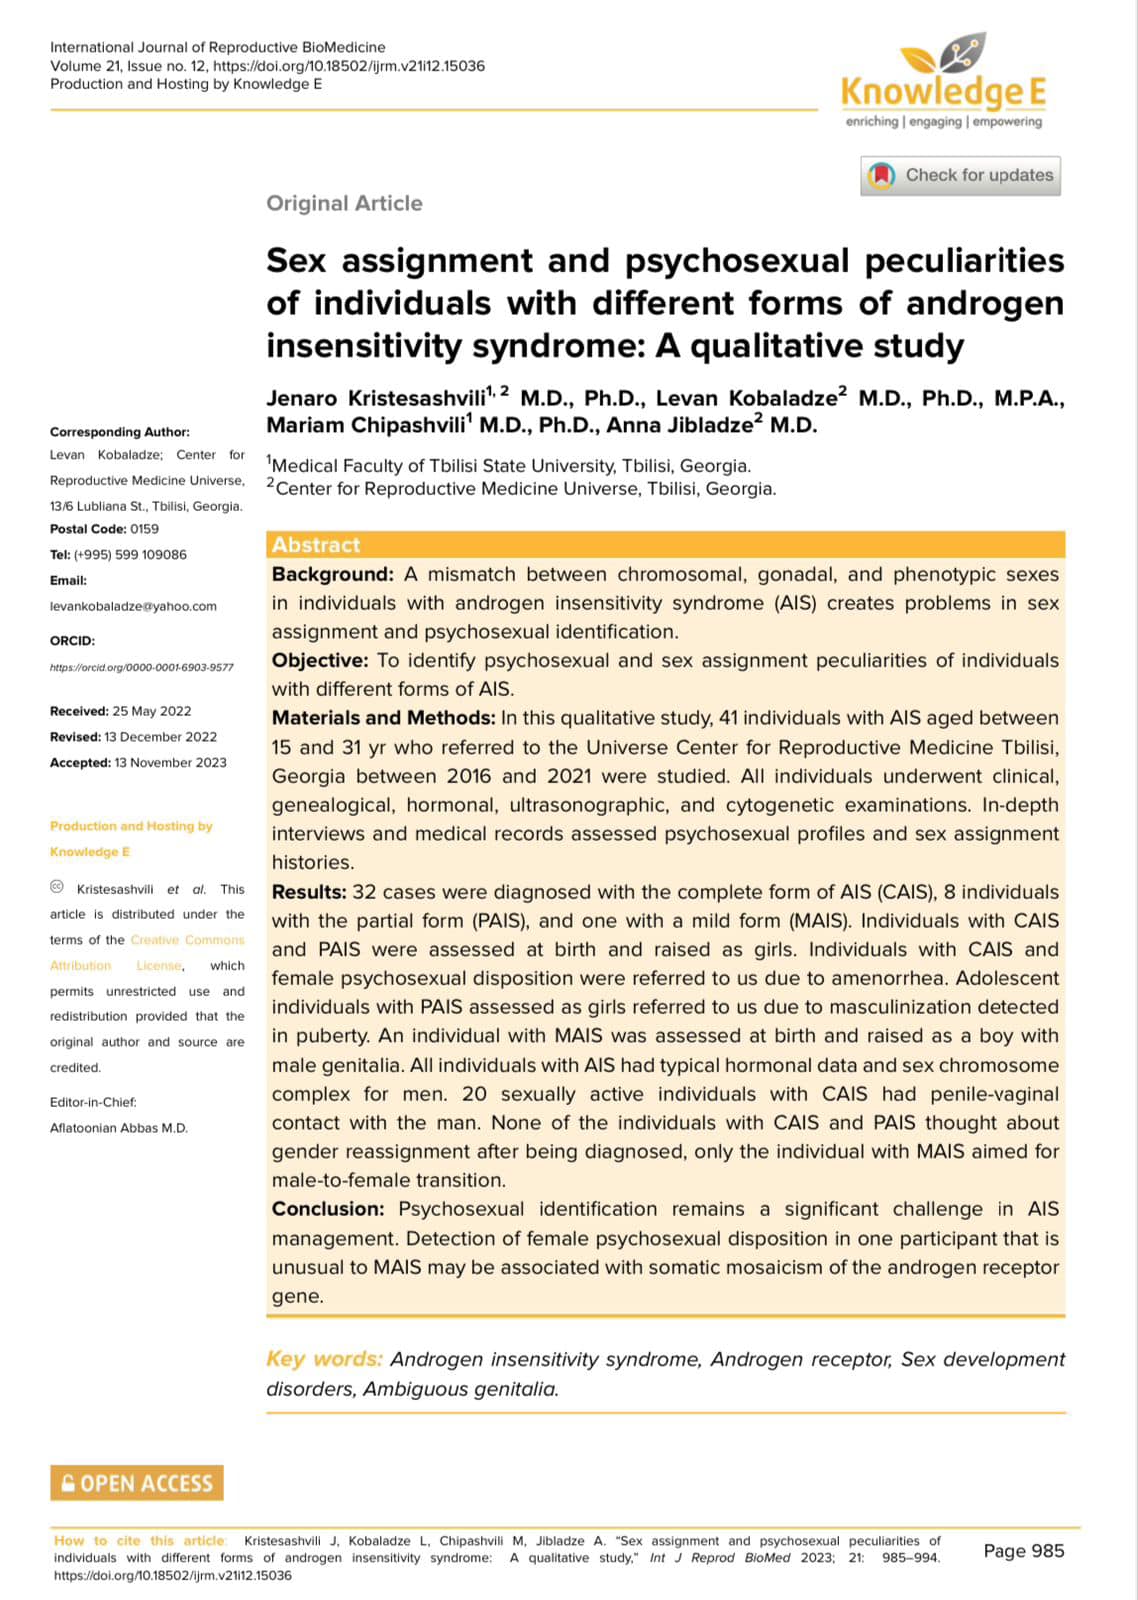 International Journal of Reproductive BioMedicine
Volume 21, Issue no. 12, https://doi.org/10.18502/ijrm.v21i12.15036
Production and Hosting by Knowledge E
Knowledge E
enriching | engaging | empowering
Check for updates
Original Article
Sex assignment and psychosexual peculiarities
of individuals with different forms of androgen
insensitivity syndrome: A qualitative study
Jenaro Kristesashvili1, 2 M.D., Ph.D., Levan Kobaladze2 M.D., Ph.D., M.P.A.,
Mariam Chipashvili1 M.D., Ph.D., Anna Jibladze2 M.D.
1Medical Faculty of Tbilisi State University, Tbilisi, Georgia.
2Center for Reproductive Medicine Universe, Tbilisi, Georgia.
Corresponding Author:
Levan Kobaladze; Center for
Reproductive Medicine Universe,
13/6 Lubliana St., Tbilisi, Georgia.
Postal Code: 0159
Tel: (+995) 599 109086
Email:
levankobaladze@yahoo.com
ORCID:
https://orcid.org/0000-0001-6903-9577
Received: 25 May 2022
Revised: 13 December 2022
Accepted: 13 November 2023
Production and Hosting by
Knowledge E
cc Kristesashvili et al. This
article is distributed under the
terms of the Creative Commons
Attribution License, which
permits unrestricted use and
redistribution provided that the
original author and source are
credited.
Editor-in-Chief:
Aflatoonian Abbas M.D.
Abstract
Background: A mismatch between chromosomal, gonadal, and phenotypic sexes
in individuals with androgen insensitivity syndrome (AIS) creates problems in sex
assignment and psychosexual identification.
Objective: To identify psychosexual and sex assignment peculiarities of individuals
with different forms of AIS.
Materials and Methods: In this qualitative study, 41 individuals with AIS aged between
15 and 31 yr who referred to the Universe Center for Reproductive Medicine Tbilisi,
Georgia between 2016 and 2021 were studied. All individuals underwent clinical,
genealogical, hormonal, ultrasonographic, and cytogenetic examinations. In-depth
interviews and medical records assessed psychosexual profiles and sex assignment
histories.
Results: 32 cases were diagnosed with the complete form of AIS (CAIS), 8 individuals
with the partial form (PAIS), and one with a mild form (MAIS). Individuals with CAIS
and PAIS were assessed at birth and raised as girls. Individuals with CAIS and
female psychosexual disposition were referred to us due to amenorrhea. Adolescent
individuals with PAIS assessed as girls referred to us due to masculinization detected
in puberty. An individual with MAIS was assessed at birth and raised as a boy with
male genitalia. All individuals with AIS had typical hormonal data and sex chromosome
complex for men. 20 sexually active individuals with CAIS had penile-vaginal
contact with the man. None of the individuals with CAIS and PAIS thought about
gender reassignment after being diagnosed, only the individual with MAIS aimed for
male-to-female transition.
Conclusion: Psychosexual identification remains a significant challenge in AIS
management. Detection of female psychosexual disposition in one participant that is
unusual to MAIS may be associated with somatic mosaicism of the androgen receptor
gene.
Key words: Androgen insensitivity syndrome, Androgen receptor, Sex development
disorders, Ambiguous genitalia.
OPEN ACCESS
How to cite this article: Kristesashvili J, Kobaladze L, Chipashvili M, Jibladze A. "Sex assignment and psychosexual peculiarities of
individuals with different forms of androgen insensitivity syndrome: A qualitative study," Int J Reprod BioMed 2023; 21: 985–994.
https://doi.org/10.18502/ijrm.v21i12.15036
Page 985